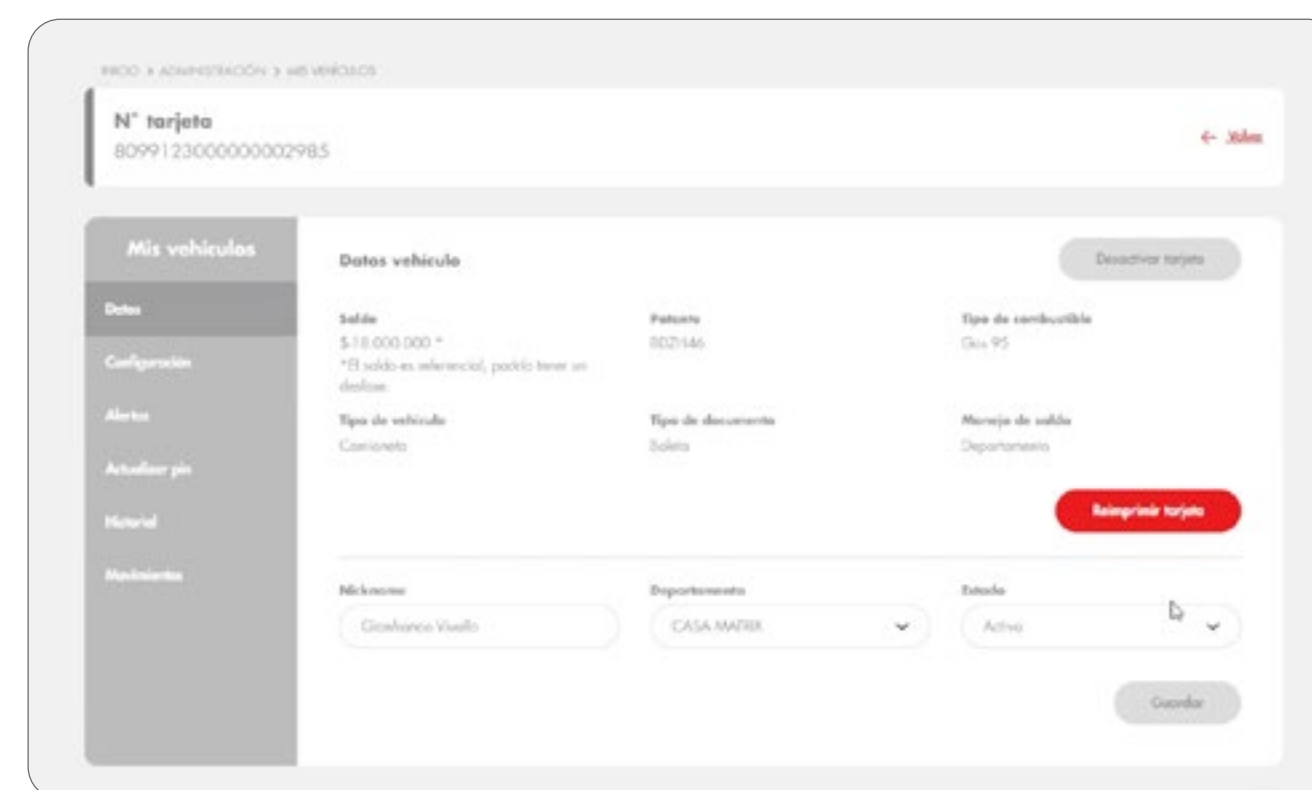 INICIO > ADMINISTRACIÓN > MIS VEHÍCULOS
N° tarjeta
8099123000000002985
← Volver
Mis vehículos
Datos vehículo
Desactivar tarjeta
Datos
Saldo
Patente
Tipo de combustible
$ 18.000.000 *
Gas 95
Configuración
*El saldo es referencial, podría tener un
desfase.
Alertas
Tipo de vehículo
Tipo de documento
Manejo de saldo
Camioneta
Boleta
Departamento
Actualizar pin
Reimprimir tarjeta
Historial
Movimientos
Nickname
Departamento
Estado
Gianfranco
CASA MATRIX
Activo
Guardar